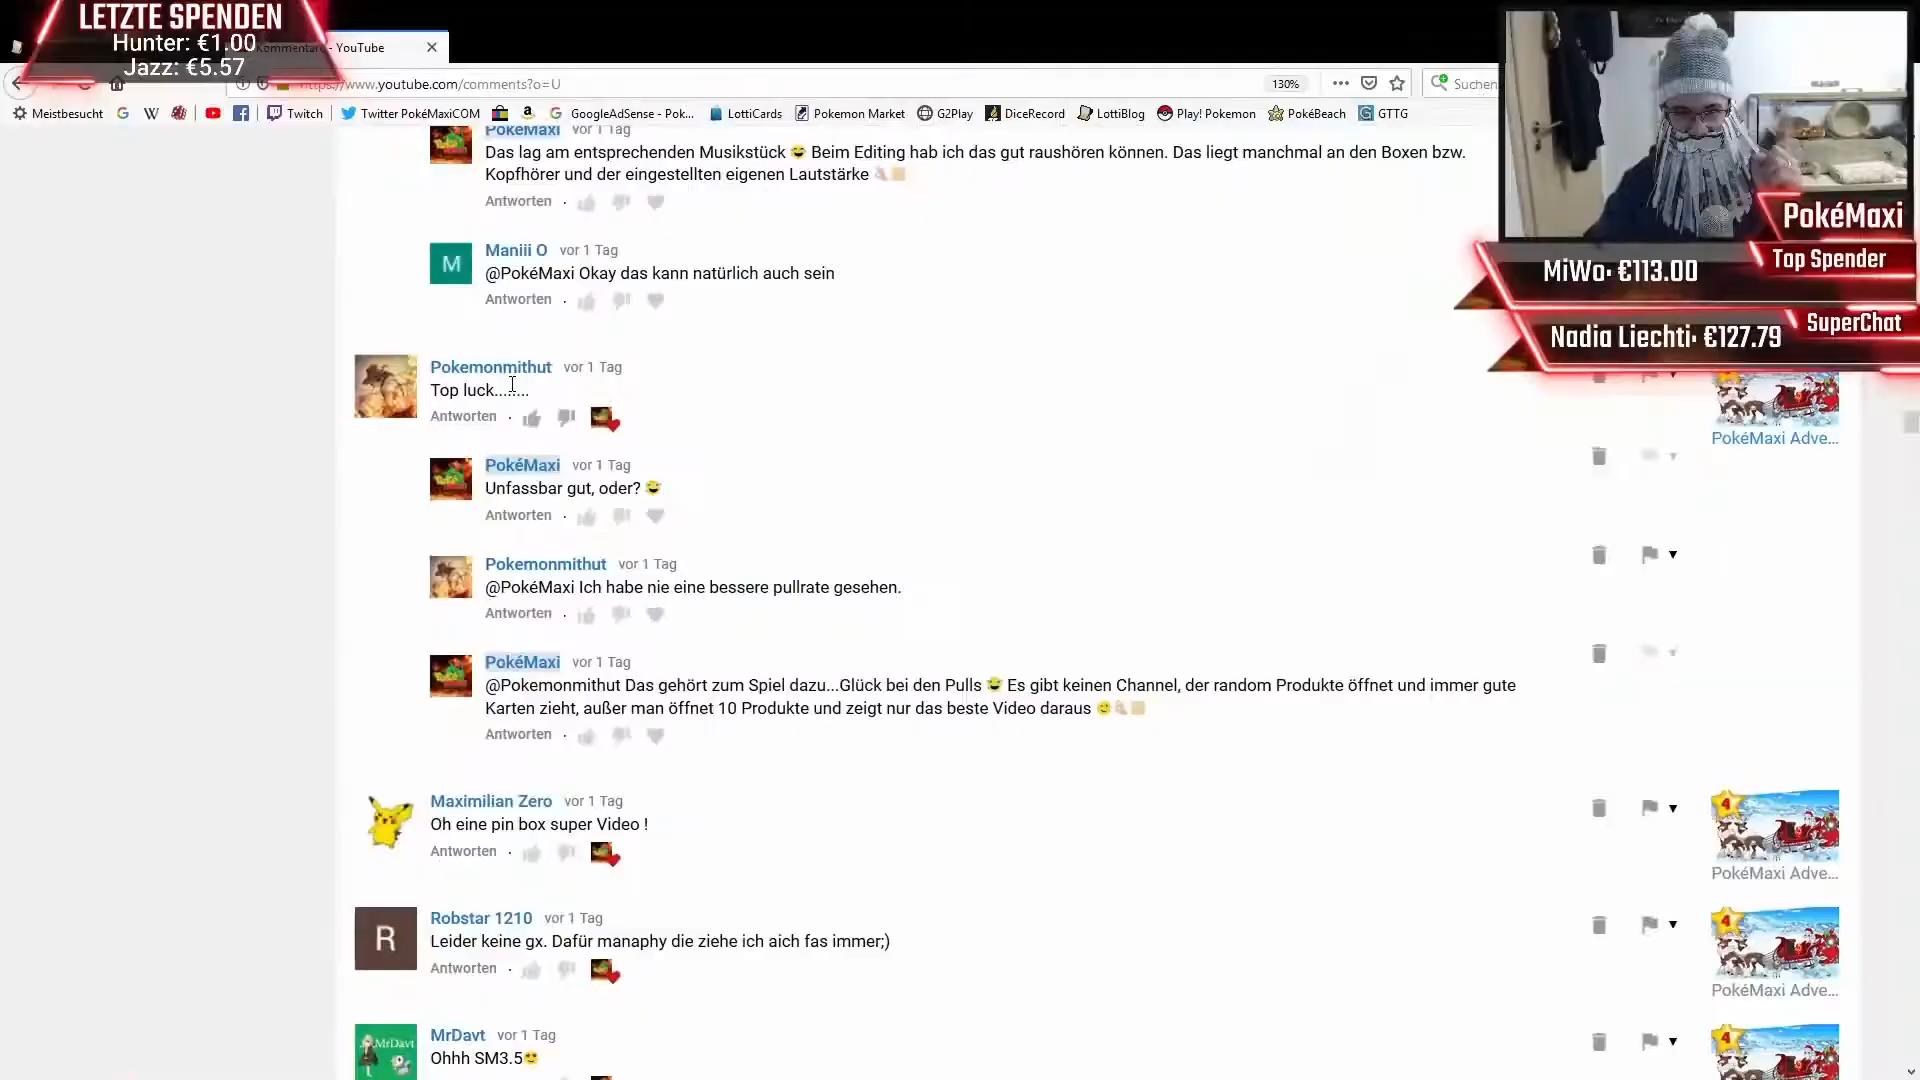 LETZTE SPENDEN
Hunter: €1.00
Jazz: €5.57
Kommentare - YouTube
https://www.youtube.com/comments?o=U
130%
Suchen
Meistbesucht
Twitch
Twitter PokéMaxiCOM
GoogleAdSense - Pok...
LottiCards
Pokemon Market
G2Play
DiceRecord
LottiBlog
Play! Pokemon
PokéBeach
GTTG
PokéMaxi
Top Spender
MiWo: €113.00
SuperChat
Nadia Liechti: €127.79
PokéMaxi vor 1 Tag
Das lag am entsprechenden Musikstück 😅 Beim Editing hab ich das gut raushören können. Das liegt manchmal an den Boxen bzw.
Kopfhörer und der eingestellten eigenen Lautstärke
Antworten
M
Maniii O vor 1 Tag
@PokéMaxi Okay das kann natürlich auch sein
Antworten
Pokemonmithut vor 1 Tag
Top luck........
Antworten
PokéMaxi Adve...
PokéMaxi vor 1 Tag
Unfassbar gut, oder? 😂
Antworten
Pokemonmithut vor 1 Tag
@PokéMaxi Ich habe nie eine bessere pullrate gesehen.
Antworten
PokéMaxi vor 1 Tag
@Pokemonmithut Das gehört zum Spiel dazu...Glück bei den Pulls 😅 Es gibt keinen Channel, der random Produkte öffnet und immer gute
Karten zieht, außer man öffnet 10 Produkte und zeigt nur das beste Video daraus
Antworten
Maximilian Zero vor 1 Tag
Oh eine pin box super Video !
Antworten
4
PokéMaxi Adve...
R
Robstar 1210 vor 1 Tag
Leider keine gx. Dafür manaphy die ziehe ich aich fas immer;)
Antworten
4
PokéMaxi Adve...
MrDavt
MrDavt vor 1 Tag
Ohhh SM3.5😍
4